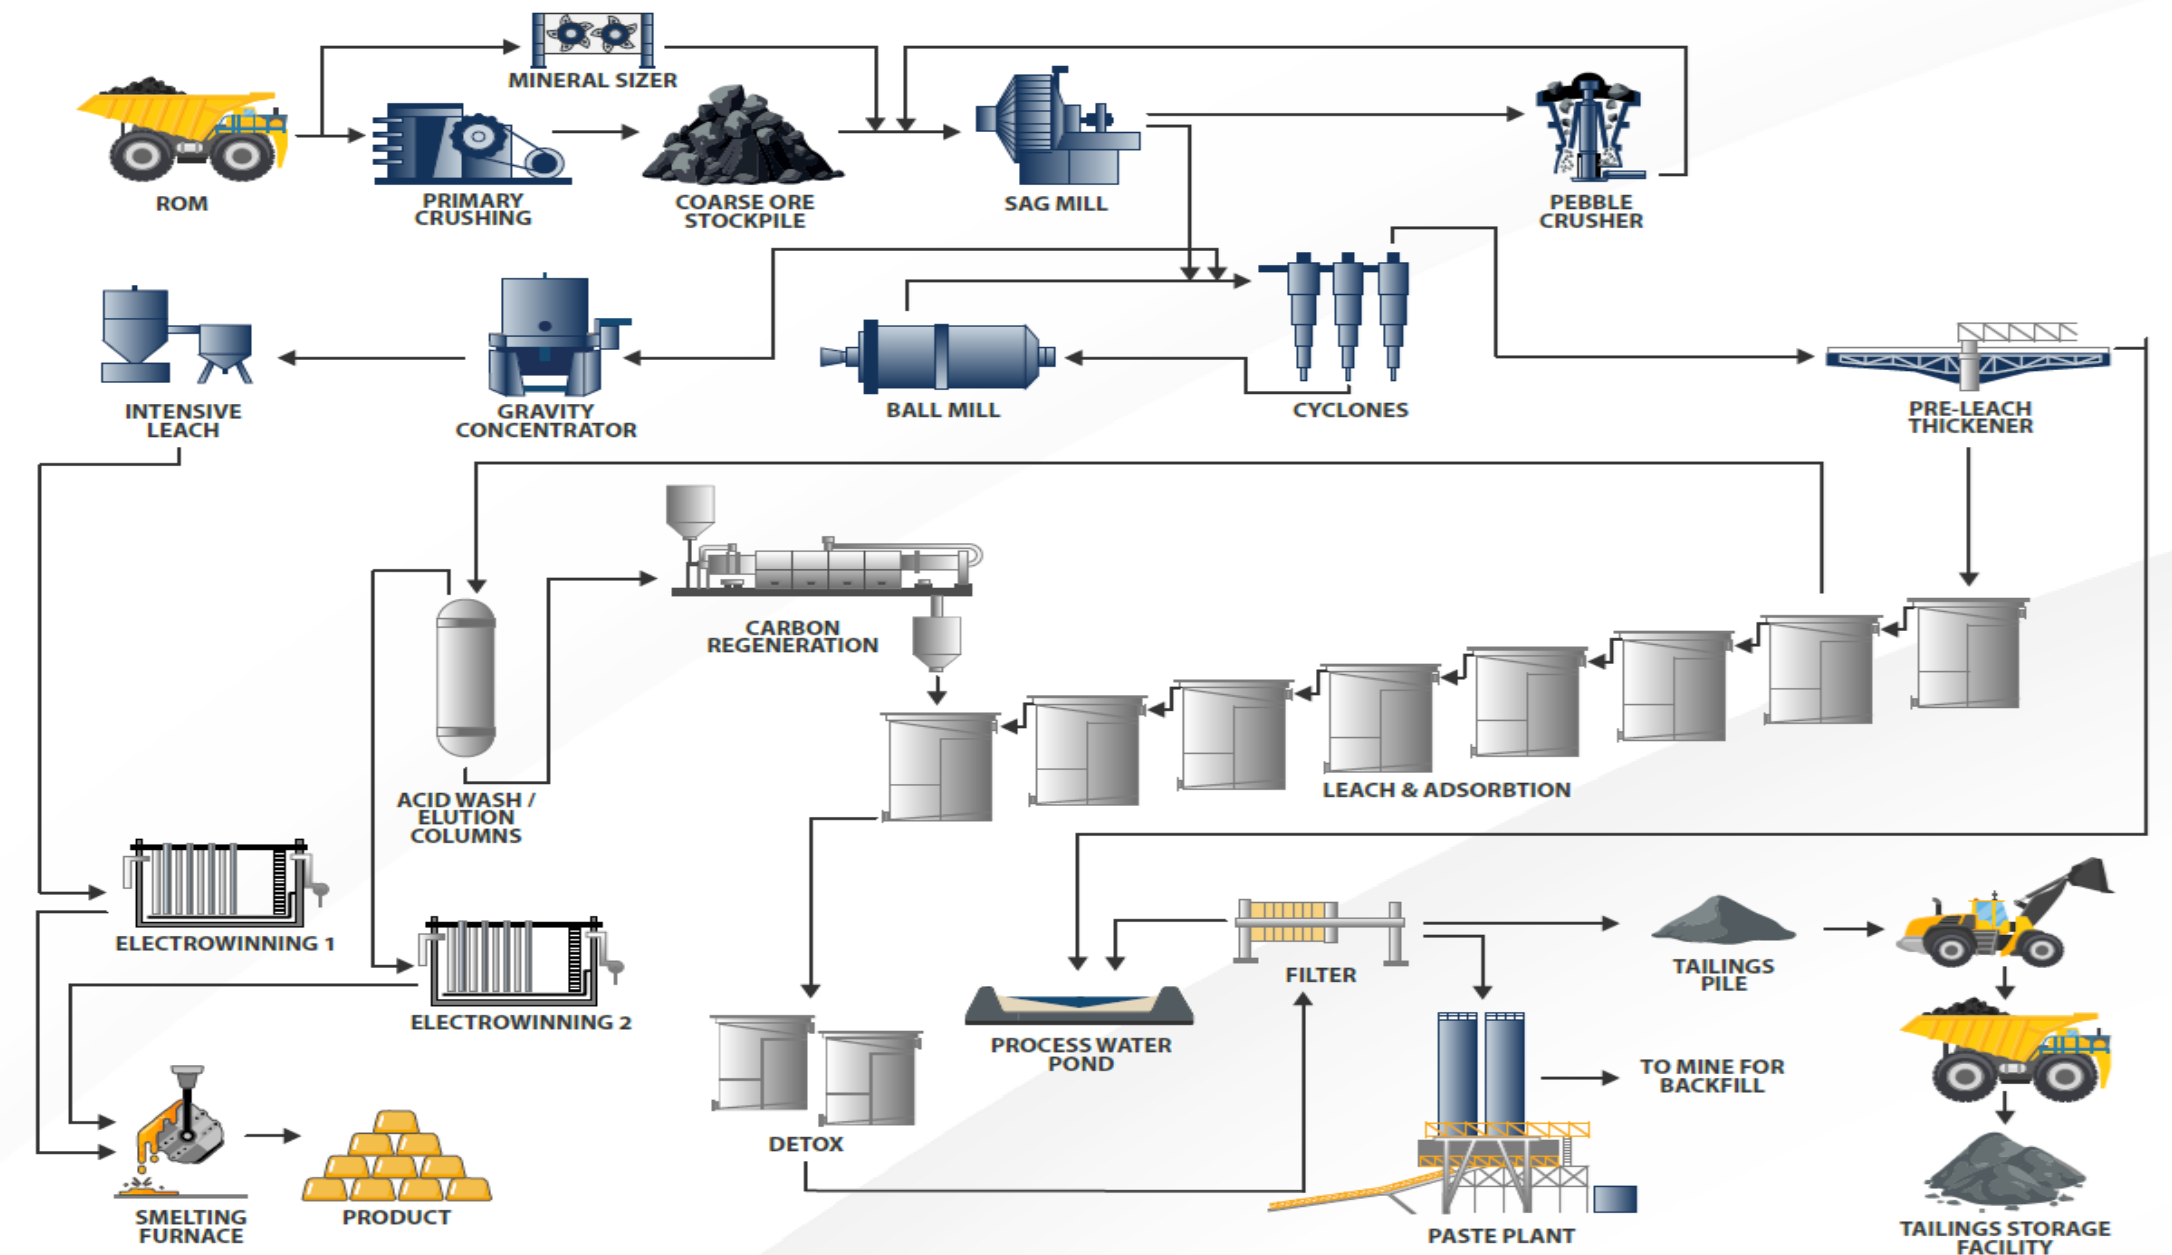 MINERAL SIZER
ROM
PRIMARY
CRUSHING
COARSE ORE
STOCKPILE
SAG MILL
PEBBLE
CRUSHER
INTENSIVE
LEACH
GRAVITY
CONCENTRATOR
BALL MILL
CYCLONES
PRE-LEACH
THICKENER
CARBON
REGENERATION
ACID WASH /
ELUTION
COLUMNS
LEACH & ADSORBTION
ELECTROWINNING 1
ELECTROWINNING 2
FILTER
TAILINGS
PILE
PROCESS WATER
POND
TO MINE FOR
BACKFILL
DETOX
SMELTING
FURNACE
PRODUCT
PASTE PLANT
TAILINGS STORAGE
FACILITY